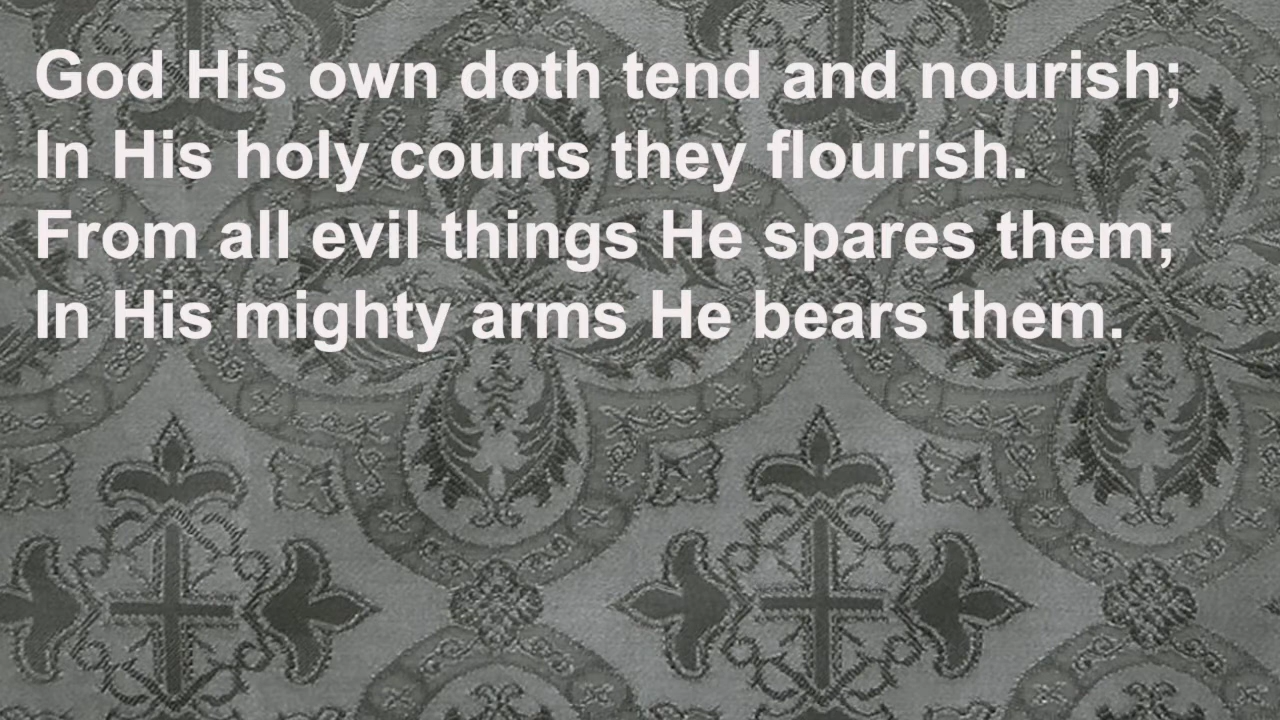 God His own doth tend and nourish;
In His holy courts they flourish.
From all evil things He spares them;
In His mighty arms He bears them.